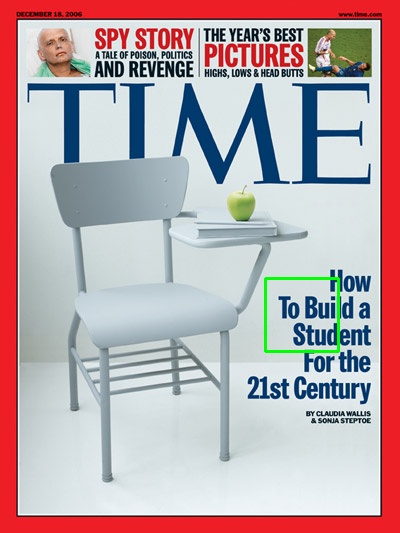 DECEMBER 18, 2006
www.time.com
SPY STORY
A TALE OF POISON, POLITICS
AND REVENGE
THE YEAR'S BEST
PICTURES
HIGHS, LOWS & HEAD BUTTS
TIME
How
To Build a
Student
For the
21st Century
BY CLAUDIA WALLIS
& SONJA STEPTOE